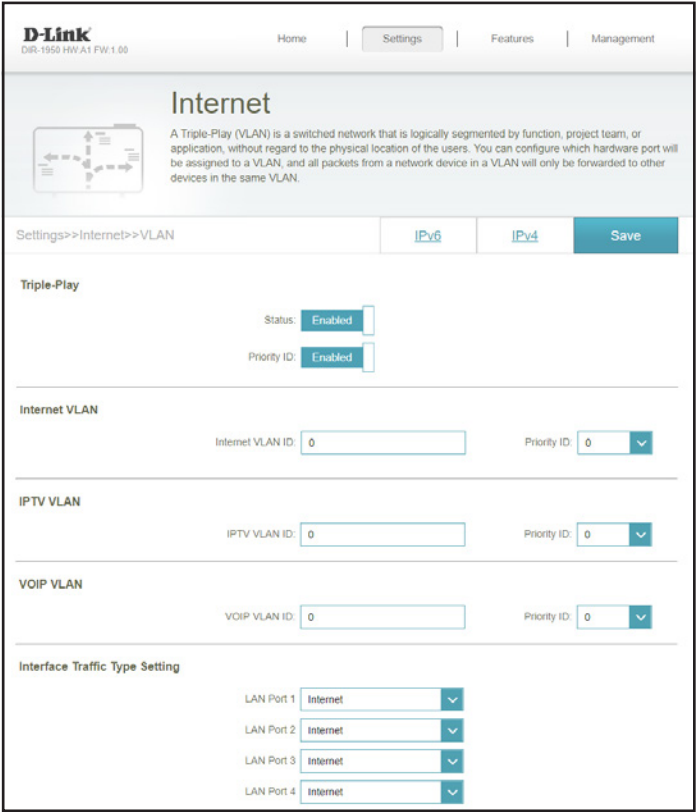 D-Link
DIR-1950 HW:A1 FW:1.00
Home | Settings | Features | Management
Internet
A Triple-Play (VLAN) is a switched network that is logically segmented by function, project team, or
application, without regard to the physical location of the users. You can configure which hardware port will
be assigned to a VLAN, and all packets from a network device in a VLAN will only be forwarded to other
devices in the same VLAN.
Settings>>Internet>>VLAN IPv6 IPv4 Save
Triple-Play
Status: Enabled
Priority ID: Enabled
Internet VLAN
Internet VLAN ID: 0 Priority ID: 0
IPTV VLAN
IPTV VLAN ID: 0 Priority ID: 0
VOIP VLAN
VOIP VLAN ID: 0 Priority ID: 0
Interface Traffic Type Setting
LAN Port 1 Internet
LAN Port 2 Internet
LAN Port 3 Internet
LAN Port 4 Internet